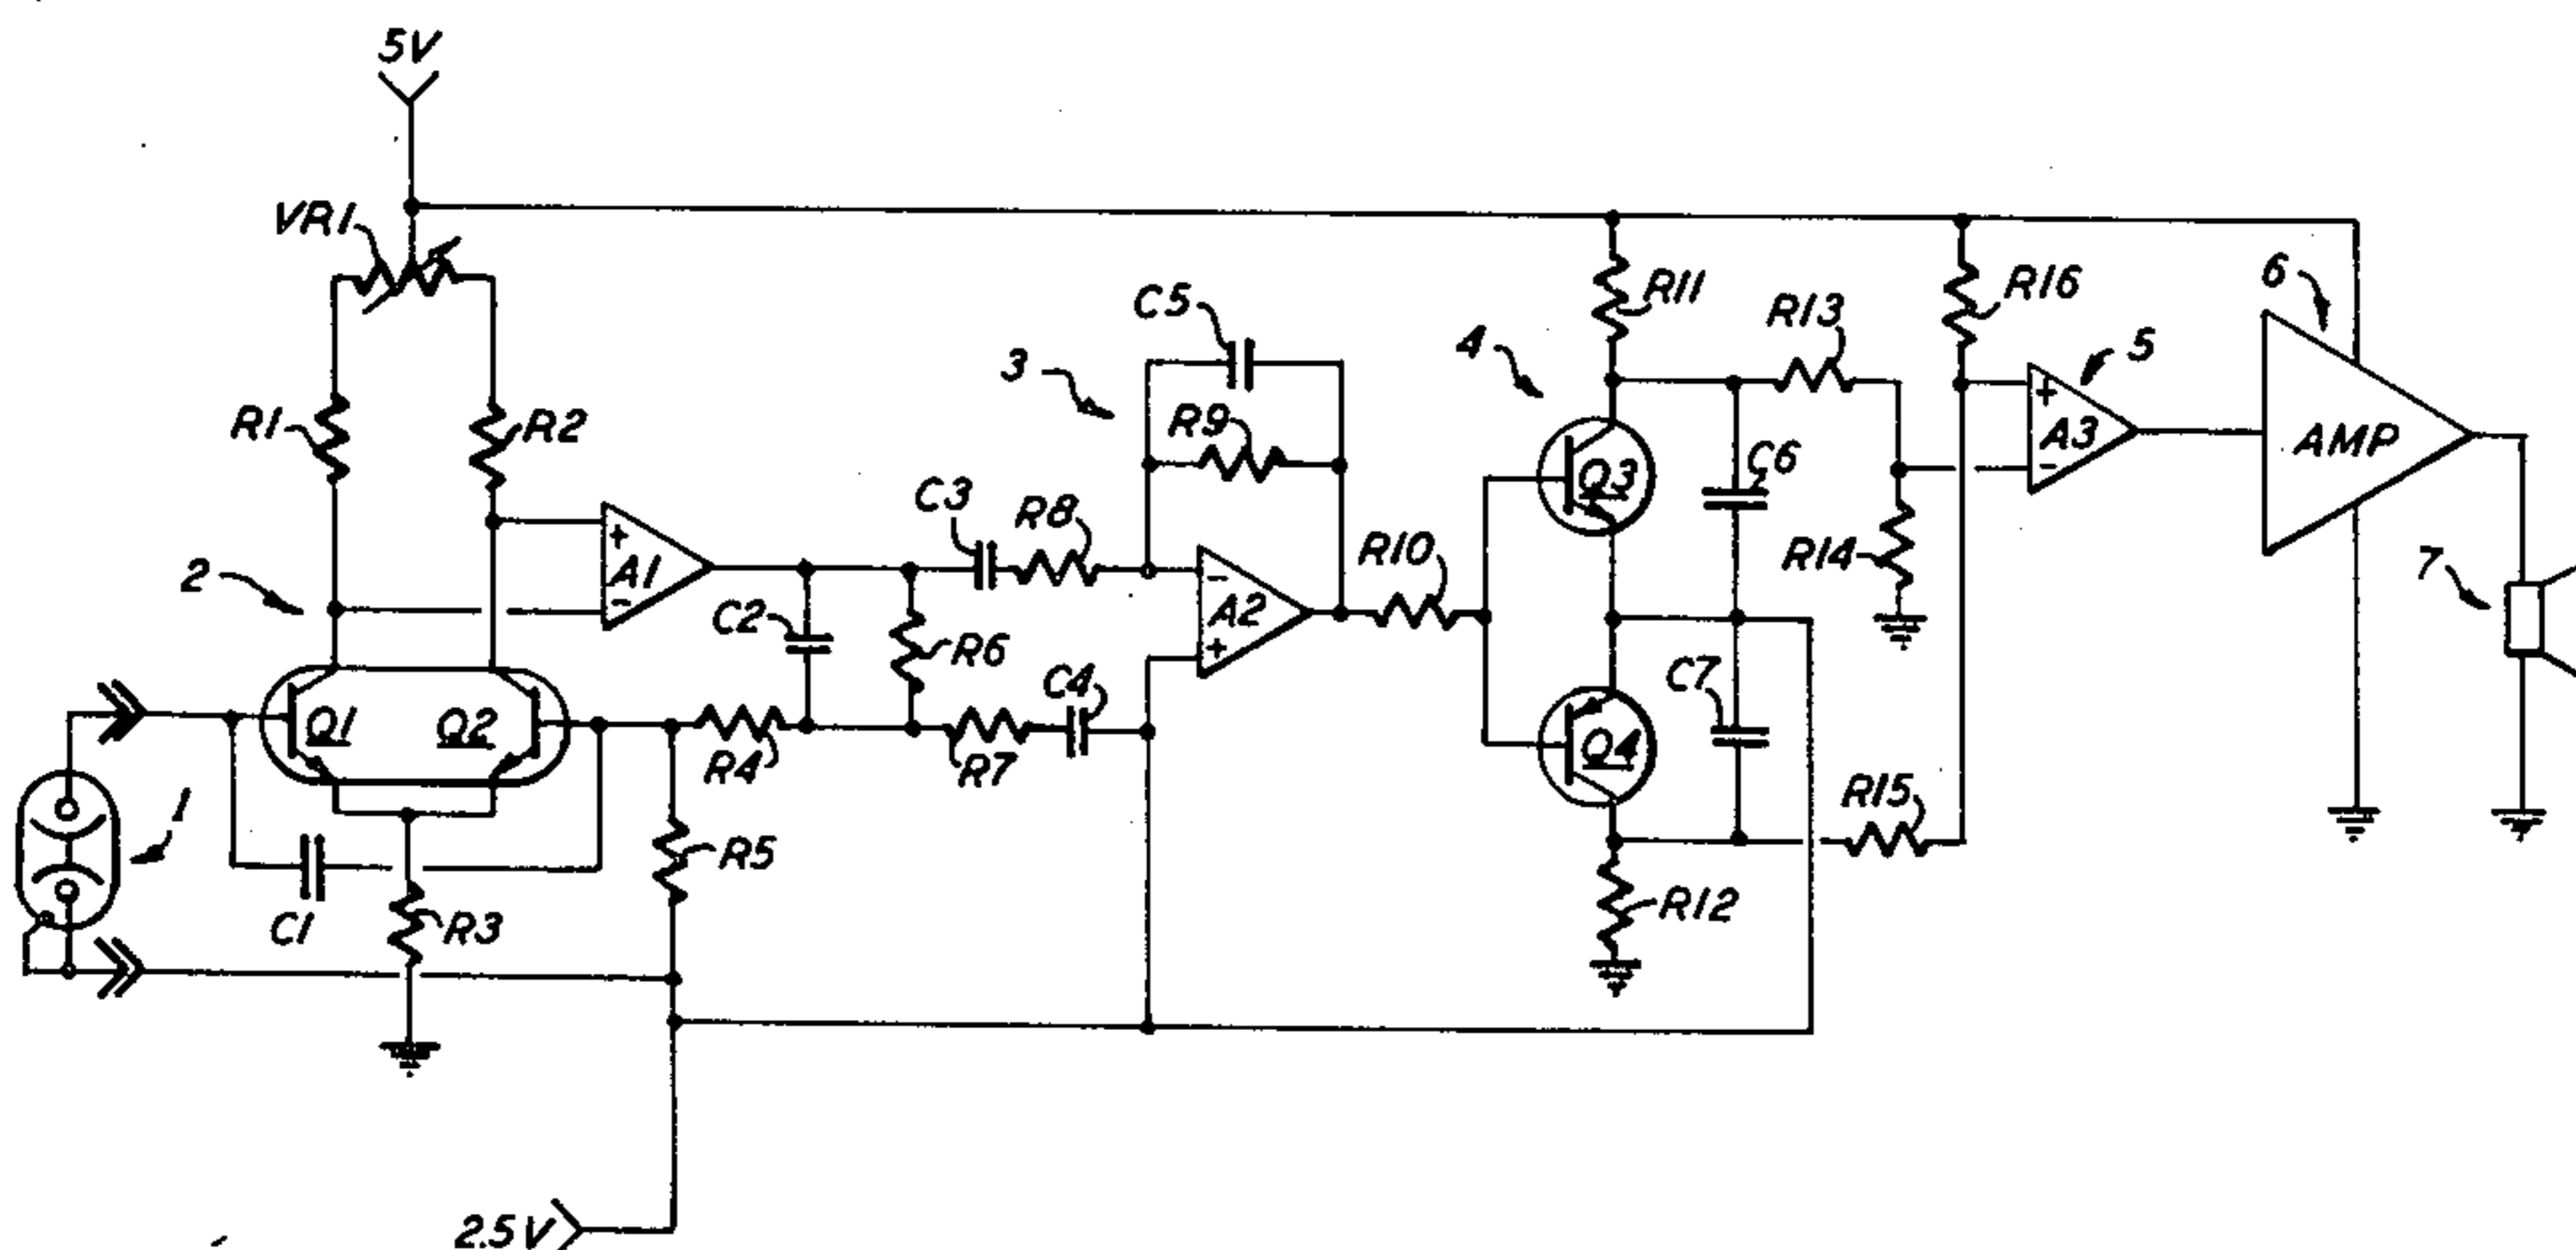 5V
VR1
R1
R2
2
A1
+
-
Q1
Q2
1
C1
R3
R4
R5
C2
R6
C3
R8
R7
C4
3
C5
R9
A2
-
+
R10
4
R11
Q3
Q4
C6
C7
R12
R13
R14
R15
R16
5
A3
+
-
6
AMP
7
2.5V